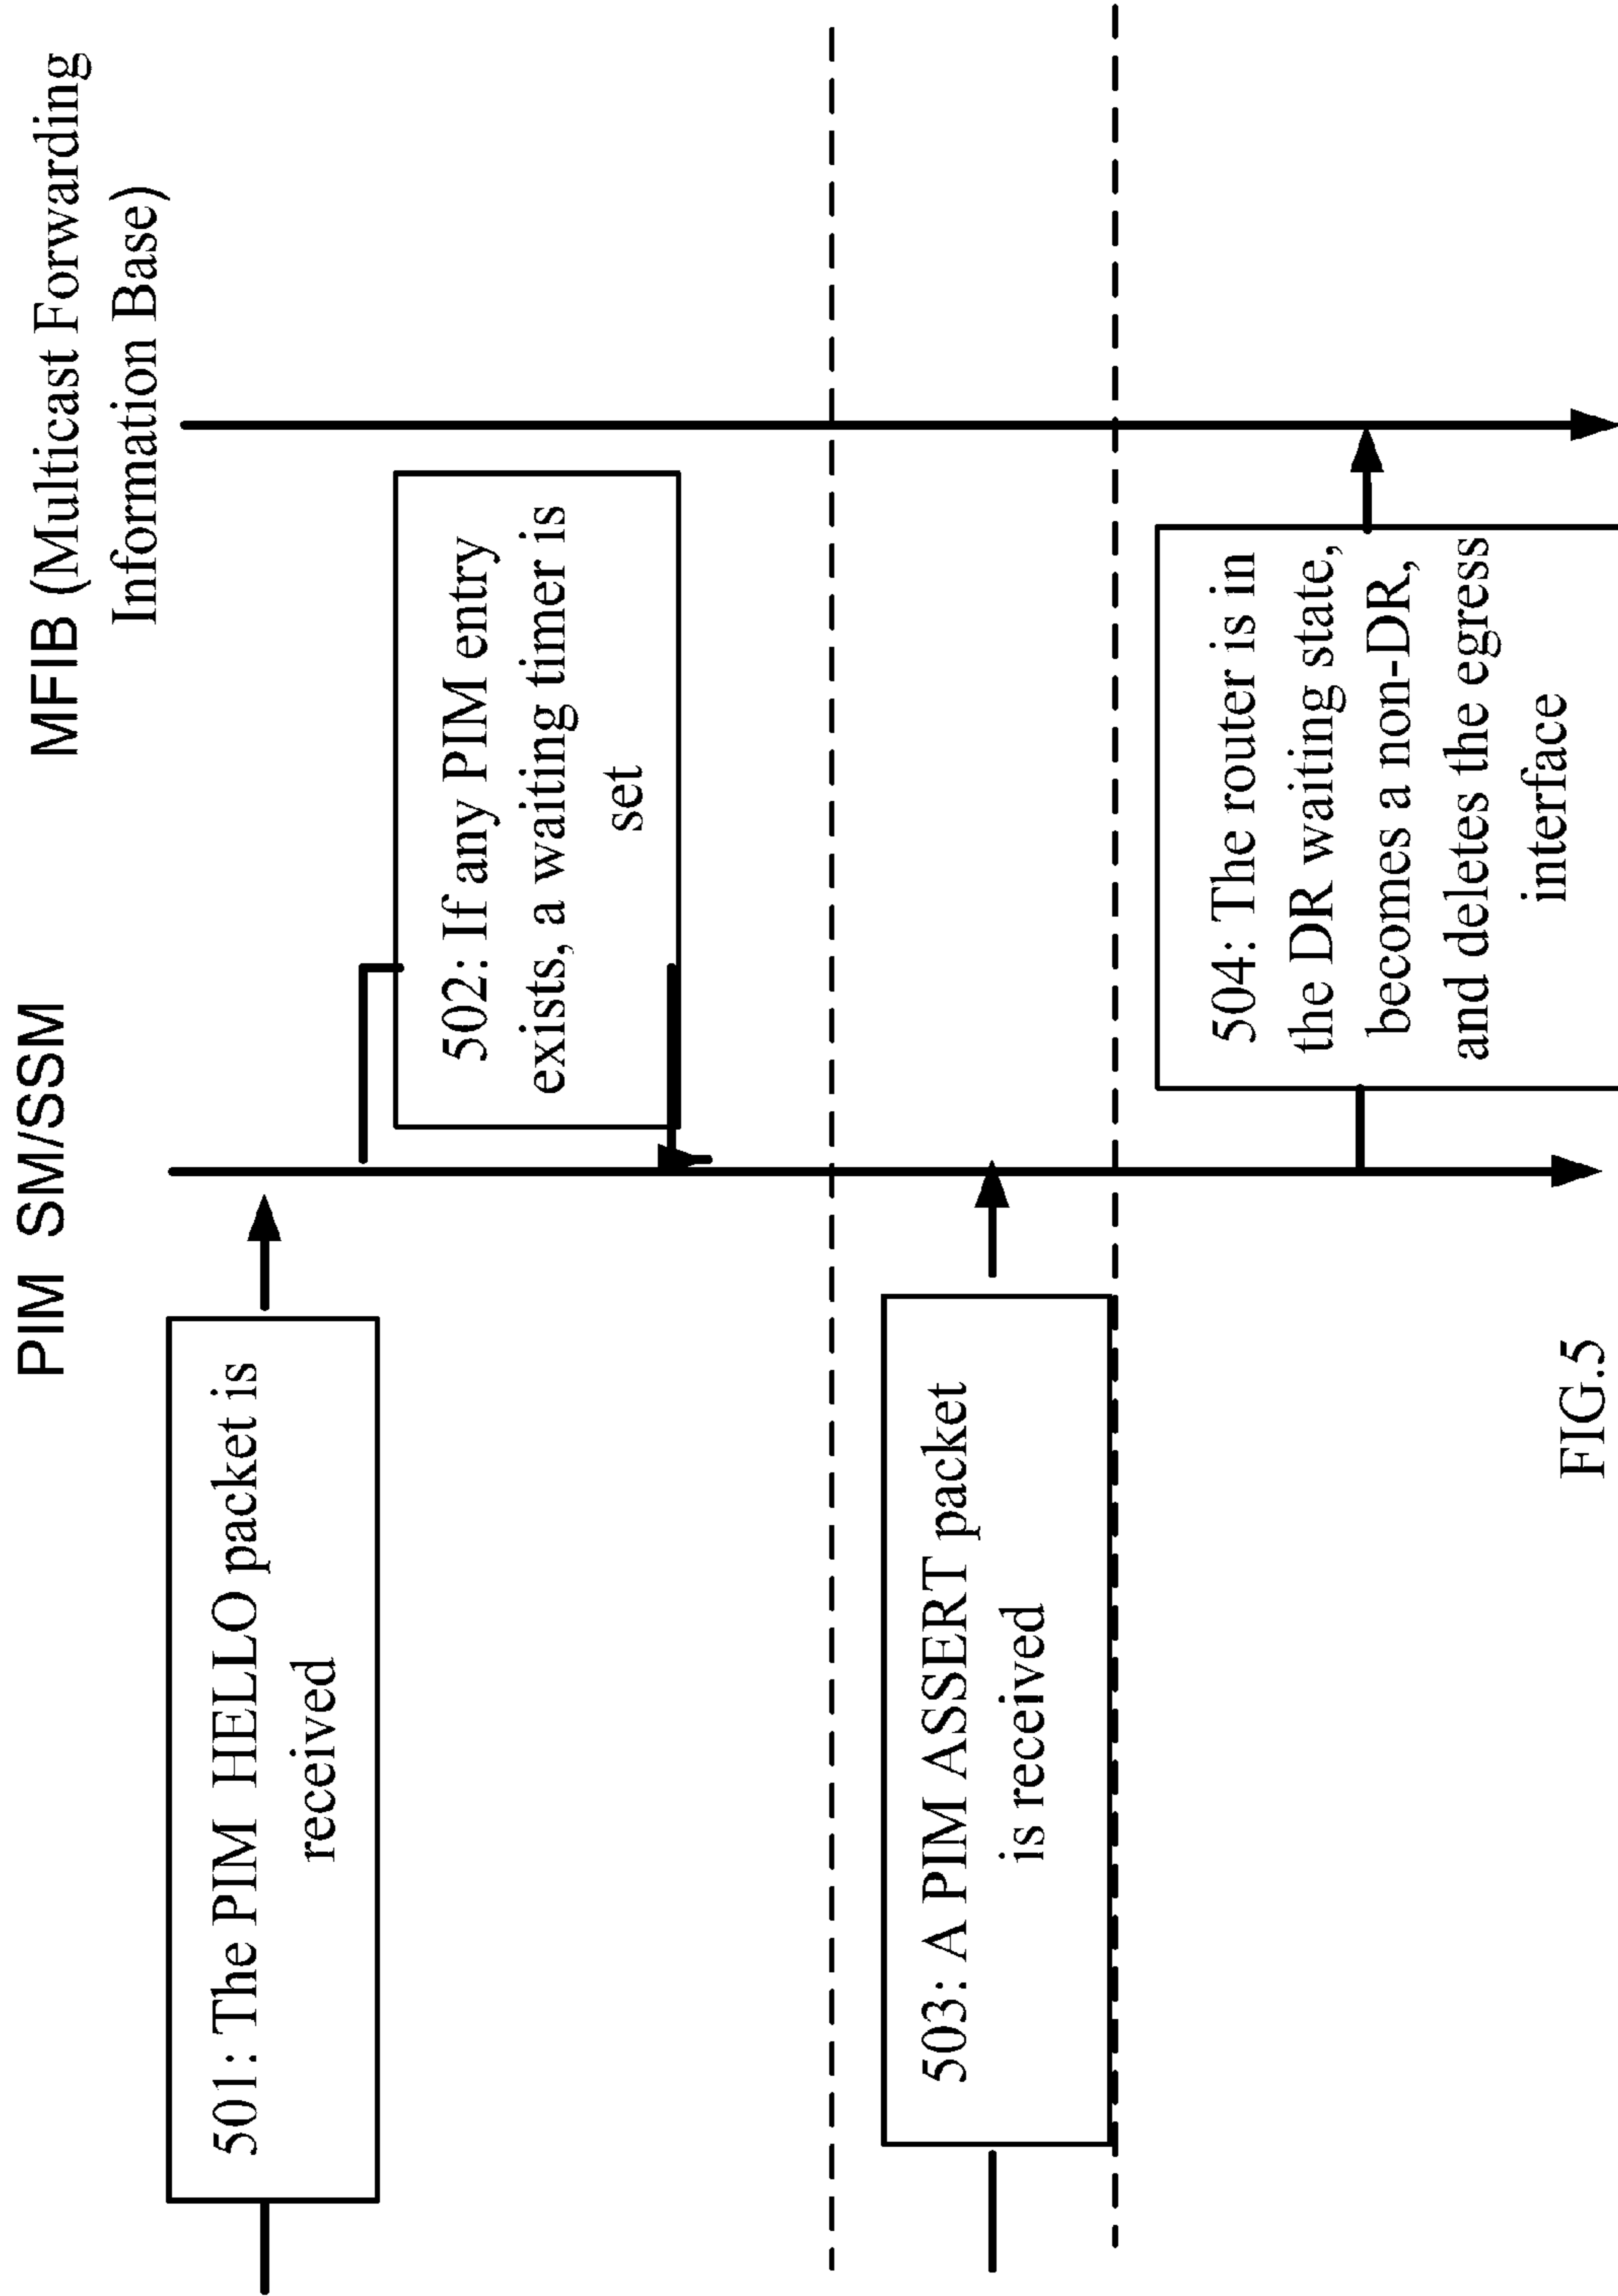 PIM SM/SSM
MFIB (Multicast Forwarding
Information Base)
501: The PIM HELLO packet is
received
502: If any PIM entry
exists, a waiting timer is
set
503: A PIM ASSERT packet
is received
504: The router is in
the DR waiting state,
becomes a non-DR,
and deletes the egress
interface
FIG.5